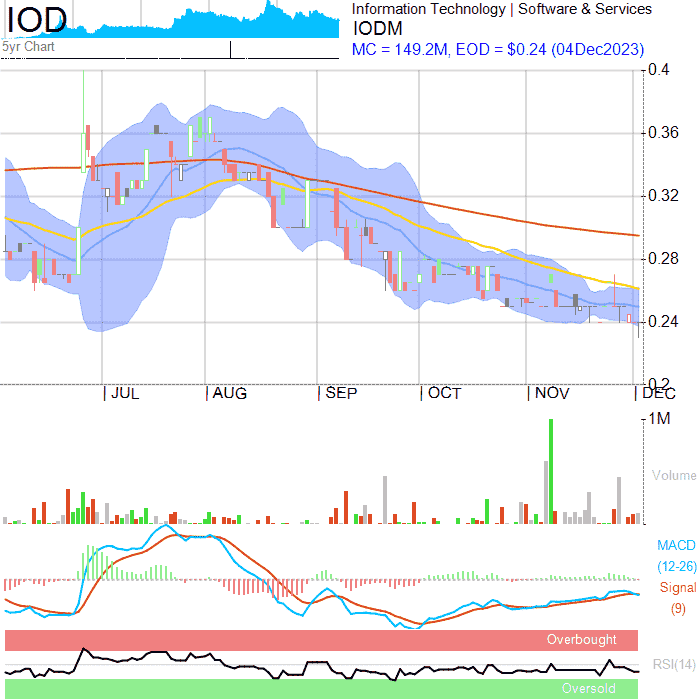 IOD
5yr Chart
Information Technology | Software & Services
IODM
MC = 149.2M, EOD = $0.24 (04Dec2023)
0.4
0.36
0.32
0.28
0.24
0.2
JUL AUG SEP OCT NOV DEC
1M
Volume
MACD
(12-26)
Signal
(9)
Overbought
RSI(14)
Oversold